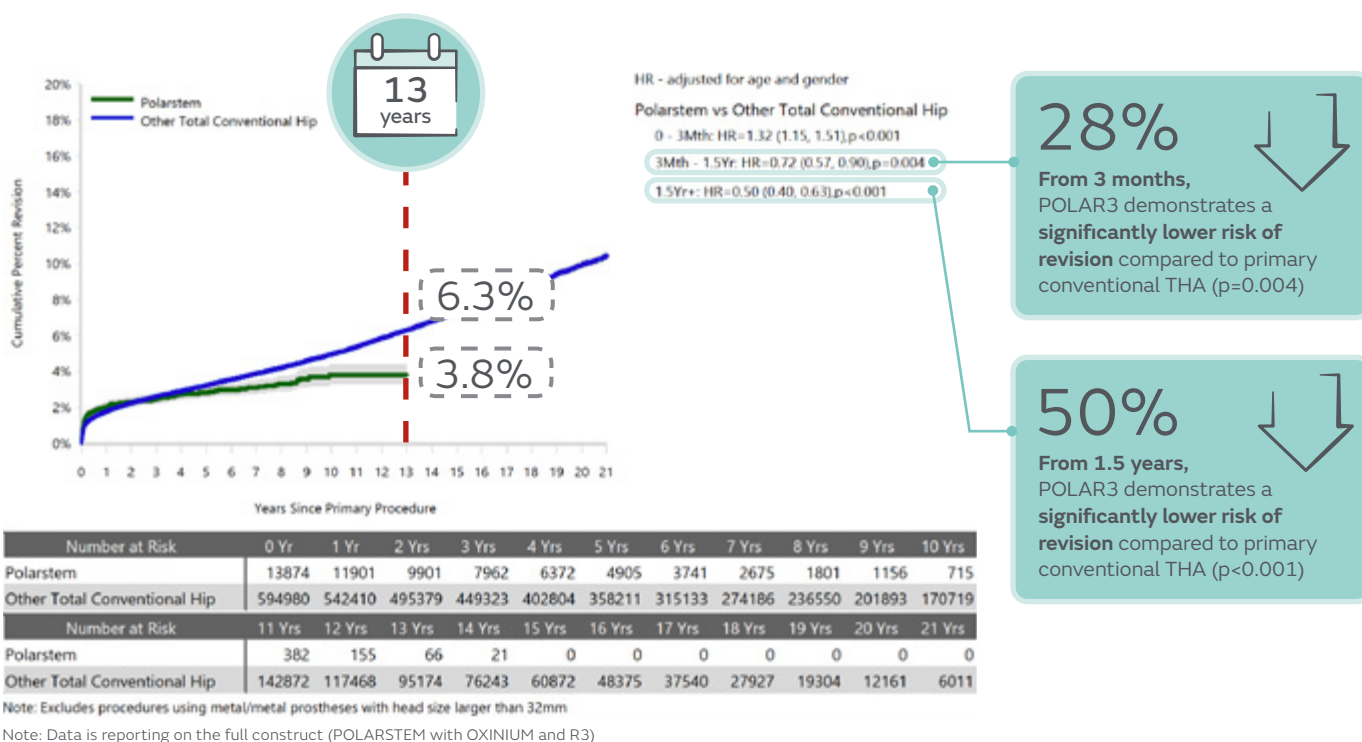 13
years
20%
18%
16%
14%
12%
10%
8%
6%
4%
2%
0%
Cumulative Percent Revision
Polarstem
Other Total Conventional Hip
6.3%
3.8%
0 1 2 3 4 5 6 7 8 9 10 11 12 13 14 15 16 17 18 19 20 21
Years Since Primary Procedure
HR - adjusted for age and gender
Polarstem vs Other Total Conventional Hip
0 - 3Mth: HR=1.32 (1.15, 1.51),p<0.001
3Mth - 1.5Yr: HR=0.72 (0.57, 0.90),p=0.004
1.5Yr+: HR=0.50 (0.40, 0.63),p<0.001
28%
From 3 months,
POLAR3 demonstrates a
significantly lower risk of
revision compared to primary
conventional THA (p=0.004)
50%
From 1.5 years,
POLAR3 demonstrates a
significantly lower risk of
revision compared to primary
conventional THA (p<0.001)
Number at Risk 0 Yr 1 Yr 2 Yrs 3 Yrs 4 Yrs 5 Yrs 6 Yrs 7 Yrs 8 Yrs 9 Yrs 10 Yrs
Polarstem 13874 11901 9901 7962 6372 4905 3741 2675 1801 1156 715
Other Total Conventional Hip 594980 542410 495379 449323 402804 358211 315133 274186 236550 201893 170719
Number at Risk 11 Yrs 12 Yrs 13 Yrs 14 Yrs 15 Yrs 16 Yrs 17 Yrs 18 Yrs 19 Yrs 20 Yrs 21 Yrs
Polarstem 382 155 66 21 0 0 0 0 0 0 0
Other Total Conventional Hip 142872 117468 95174 76243 60872 48375 37540 27927 19304 12161 6011
Note: Excludes procedures using metal/metal prostheses with head size larger than 32mm
Note: Data is reporting on the full construct (POLARSTEM with OXINIUM and R3)